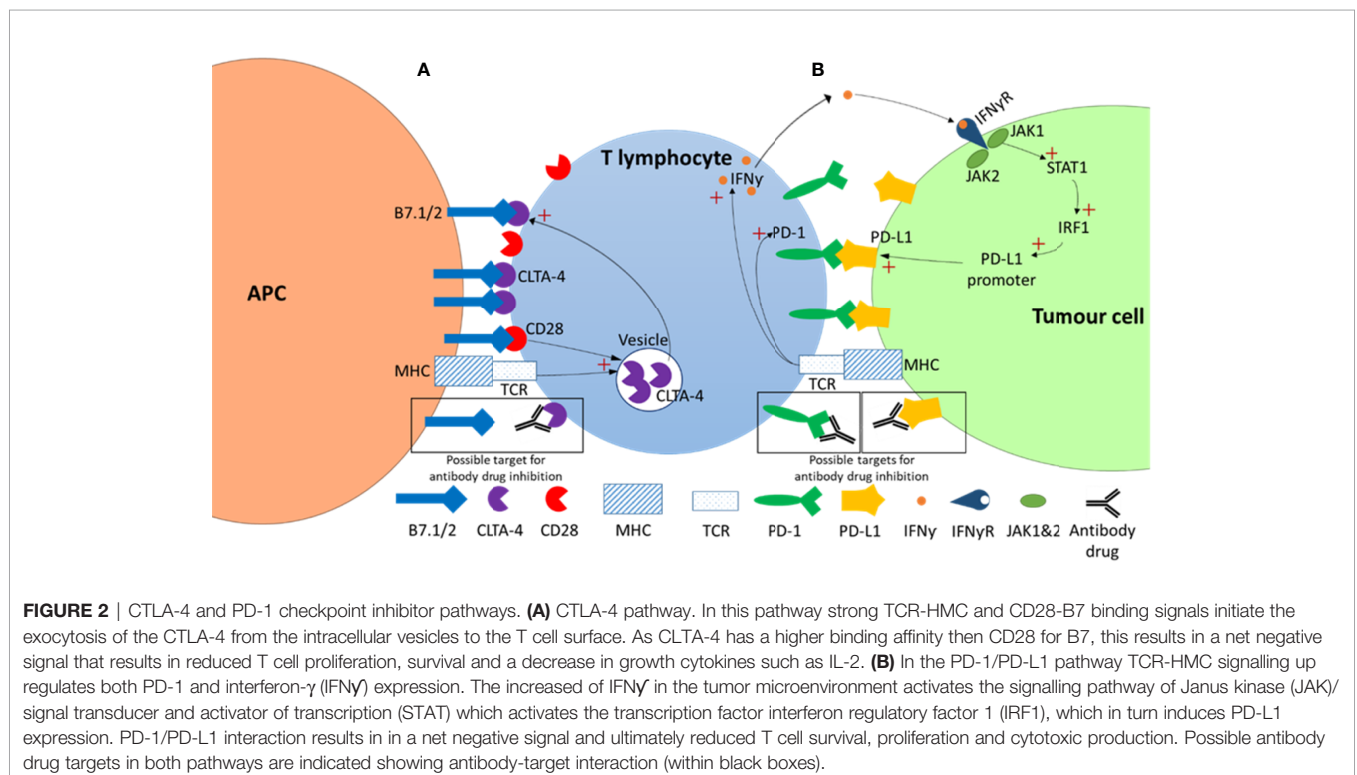 A
B
APC
T lymphocyte
Tumour cell
B7.1/2
CLTA-4
CD28
MHC
TCR
Vesicle
CLTA-4
+
+
IFNγ
+
+
PD-1
PD-L1
IFNγR
JAK1
JAK2
+
STAT1
+
IRF1
+
PD-L1
promoter
+
TCR
MHC
Possible target for
antibody drug inhibition
Possible targets for
antibody drug inhibition
B7.1/2 CLTA-4 CD28 MHC TCR PD-1 PD-L1 IFNγ IFNγR JAK1&2 Antibody
drug
FIGURE 2 | CTLA-4 and PD-1 checkpoint inhibitor pathways. (A) CTLA-4 pathway. In this pathway strong TCR-HMC and CD28-B7 binding signals initiate the
exocytosis of the CTLA-4 from the intracellular vesicles to the T cell surface. As CLTA-4 has a higher binding affinity then CD28 for B7, this results in a net negative
signal that results in reduced T cell proliferation, survival and a decrease in growth cytokines such as IL-2. (B) In the PD-1/PD-L1 pathway TCR-HMC signalling up
regulates both PD-1 and interferon-γ (IFNƴ) expression. The increased of IFNƴ in the tumor microenvironment activates the signalling pathway of Janus kinase (JAK)/
signal transducer and activator of transcription (STAT) which activates the transcription factor interferon regulatory factor 1 (IRF1), which in turn induces PD-L1
expression. PD-1/PD-L1 interaction results in in a net negative signal and ultimately reduced T cell survival, proliferation and cytotoxic production. Possible antibody
drug targets in both pathways are indicated showing antibody-target interaction (within black boxes).